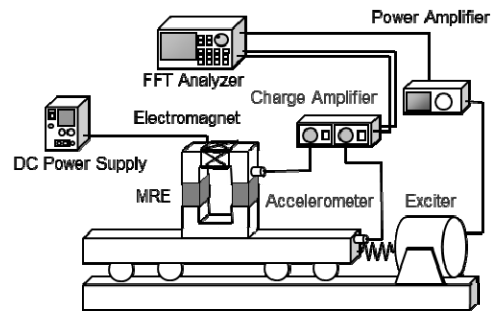 Power Amplifier
FFT Analyzer
Charge Amplifier
Electromagnet
DC Power Supply
MRE
Accelerometer
Exciter